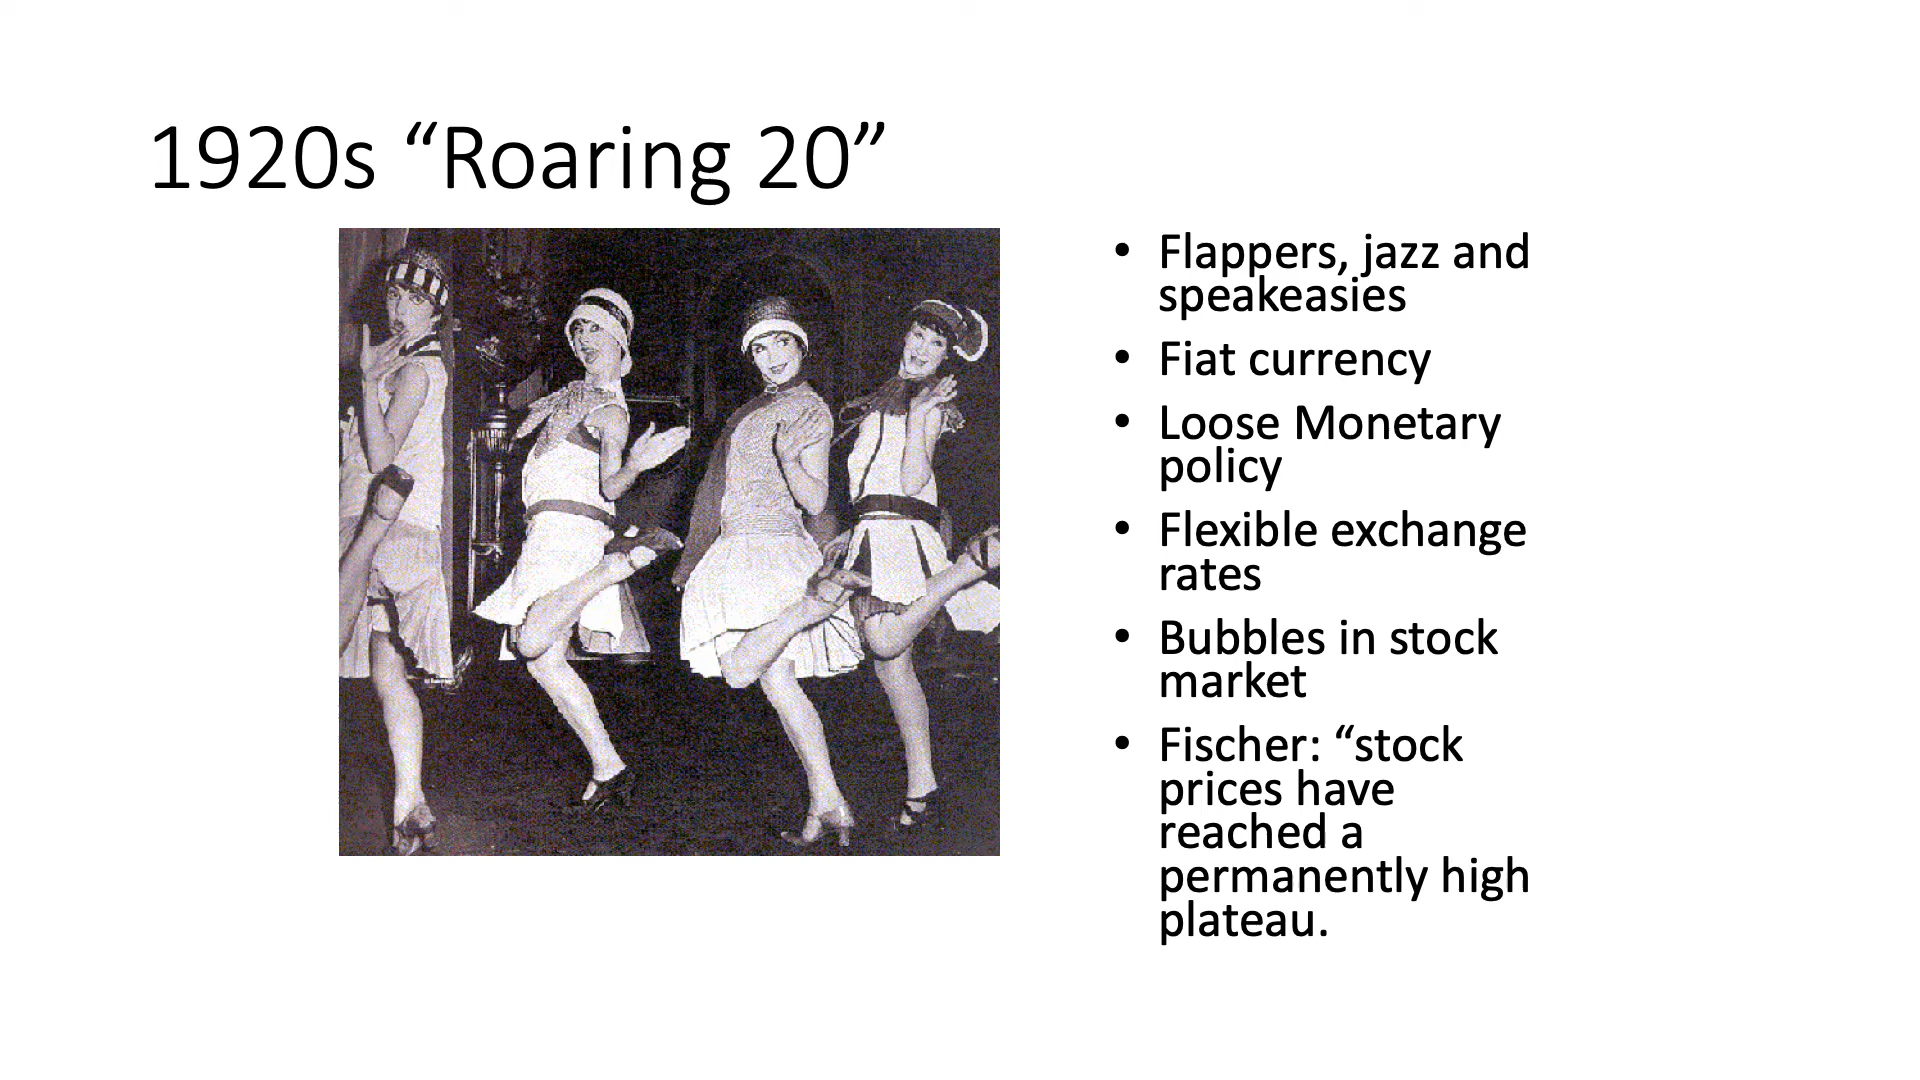 1920s “Roaring 20”
• Flappers, jazz and
speakeasies
• Fiat currency
• Loose Monetary
policy
• Flexible exchange
rates
• Bubbles in stock
market
• Fischer: “stock
prices have
reached a
permanently high
plateau.